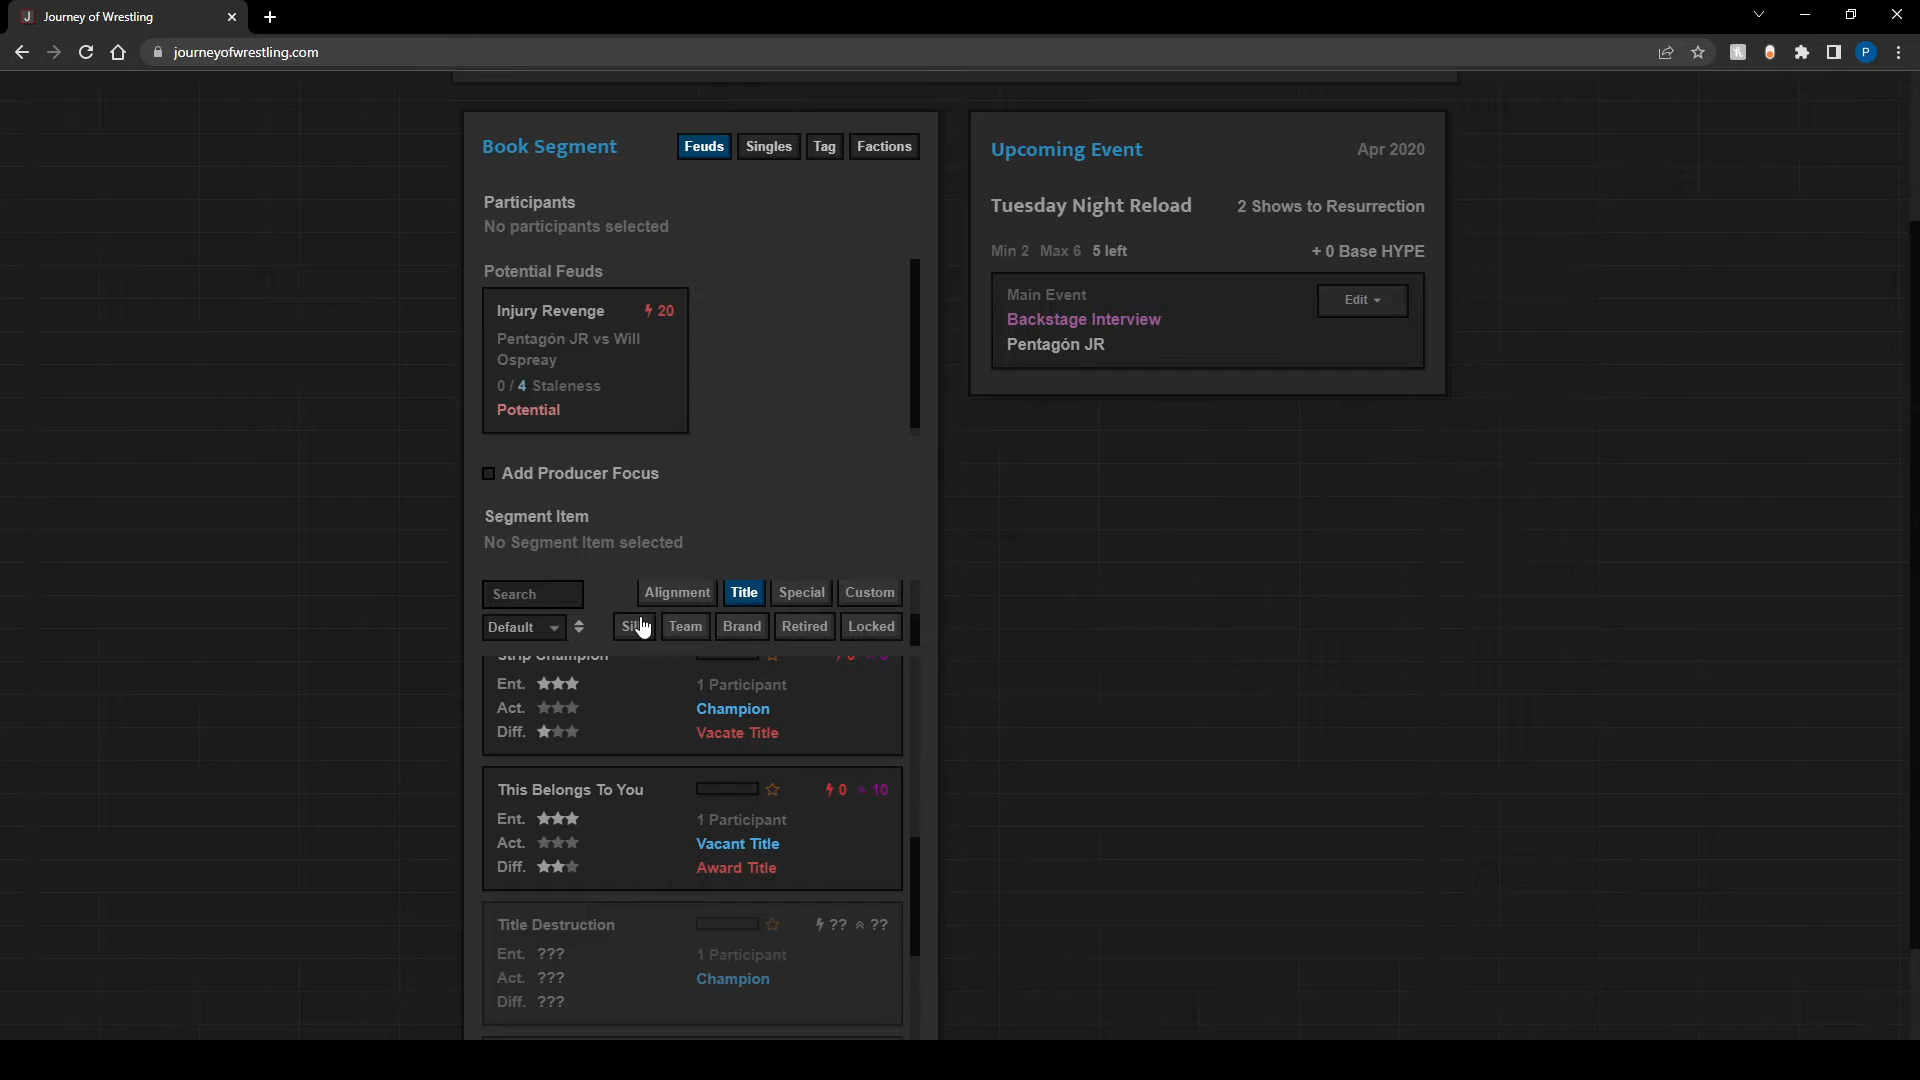 Journey of Wrestling
journeyofwrestling.com
P
Book Segment
Feuds
Singles
Tag
Factions
Participants
No participants selected
Potential Feuds
Injury Revenge
20
Pentagón JR vs Will
Ospreay
0 / 4 Staleness
Potential
Add Producer Focus
Segment Item
No Segment Item selected
Search
Alignment
Title
Special
Custom
Default
Team
Brand
Retired
Locked
Strip Champion
Ent.
1 Participant
Act.
Champion
Diff.
Vacate Title
This Belongs To You
0
10
Ent.
1 Participant
Act.
Vacant Title
Diff.
Award Title
Title Destruction
??
??
Ent. ???
1 Participant
Act. ???
Champion
Diff. ???
Upcoming Event
Apr 2020
Tuesday Night Reload
2 Shows to Resurrection
Min 2 Max 6 5 left
+ 0 Base HYPE
Main Event
Edit
Backstage Interview
Pentagón JR